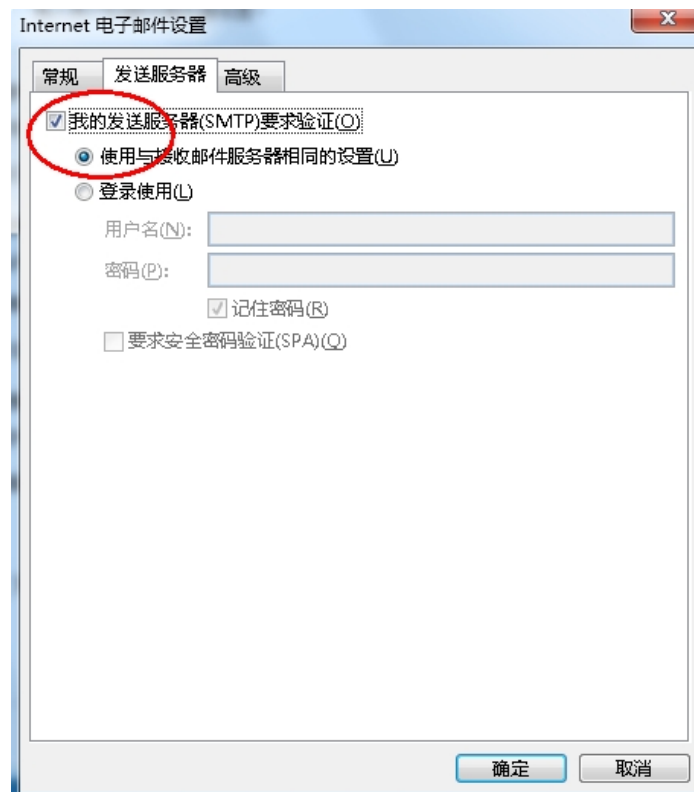 Internet 电子邮件设置
常规 发送服务器 高级
我的发送服务器(SMTP)要求验证(O)
使用与接收邮件服务器相同的设置(U)
登录使用(L)
用户名(N):
密码(P):
记住密码(R)
要求安全密码验证(SPA)(Q)
确定 取消